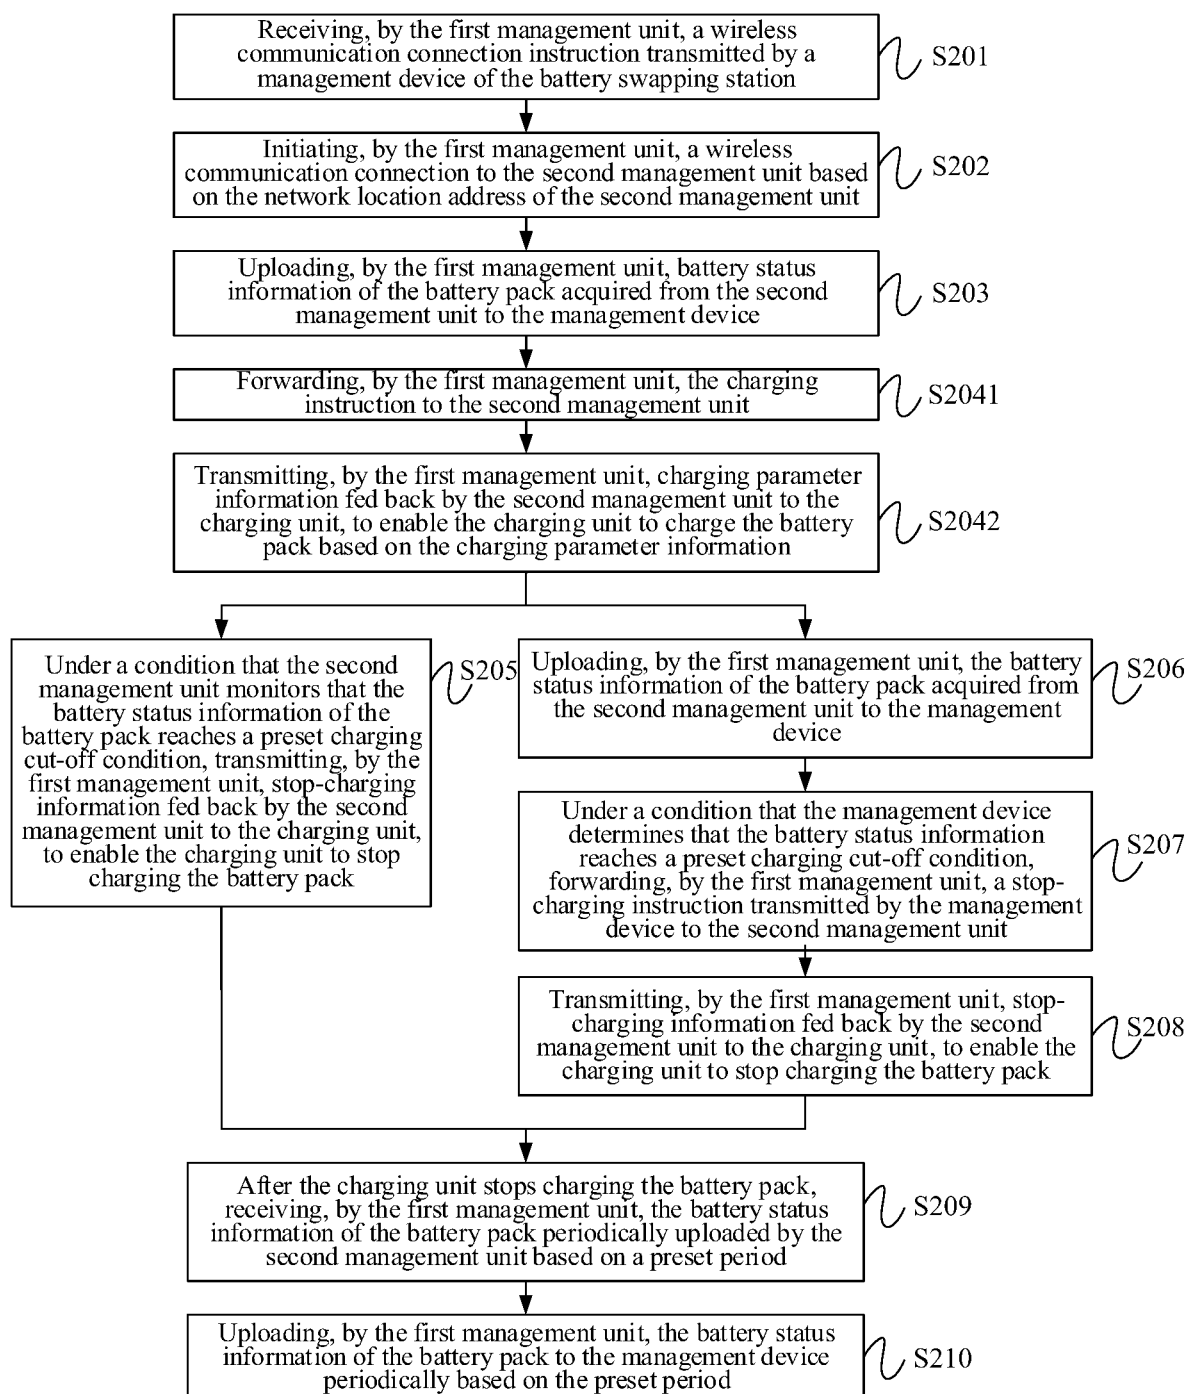 Receiving, by the first management unit, a wireless
communication connection instruction transmitted by a
management device of the battery swapping station
S201
Initiating, by the first management unit, a wireless
communication connection to the second management unit based
on the network location address of the second management unit
S202
Uploading, by the first management unit, battery status
information of the battery pack acquired from the second
management unit to the management device
S203
Forwarding, by the first management unit, the charging
instruction to the second management unit
S2041
Transmitting, by the first management unit, charging parameter
information fed back by the second management unit to the
charging unit, to enable the charging unit to charge the battery
pack based on the charging parameter information
S2042
Under a condition that the second
management unit monitors that the
battery status information of the
battery pack reaches a preset charging
cut-off condition, transmitting, by the
first management unit, stop-charging
information fed back by the second
management unit to the charging unit,
to enable the charging unit to stop
charging the battery pack
S205
Uploading, by the first management unit, the battery
status information of the battery pack acquired from
the second management unit to the management
device
S206
Under a condition that the management device
determines that the battery status information
reaches a preset charging cut-off condition,
forwarding, by the first management unit, a stop-
charging instruction transmitted by the management
device to the second management unit
S207
Transmitting, by the first management unit, stop-
charging information fed back by the second
management unit to the charging unit, to enable the
charging unit to stop charging the battery pack
S208
After the charging unit stops charging the battery pack,
receiving, by the first management unit, the battery status
information of the battery pack periodically uploaded by the
second management unit based on a preset period
S209
Uploading, by the first management unit, the battery status
information of the battery pack to the management device
periodically based on the preset period
S210